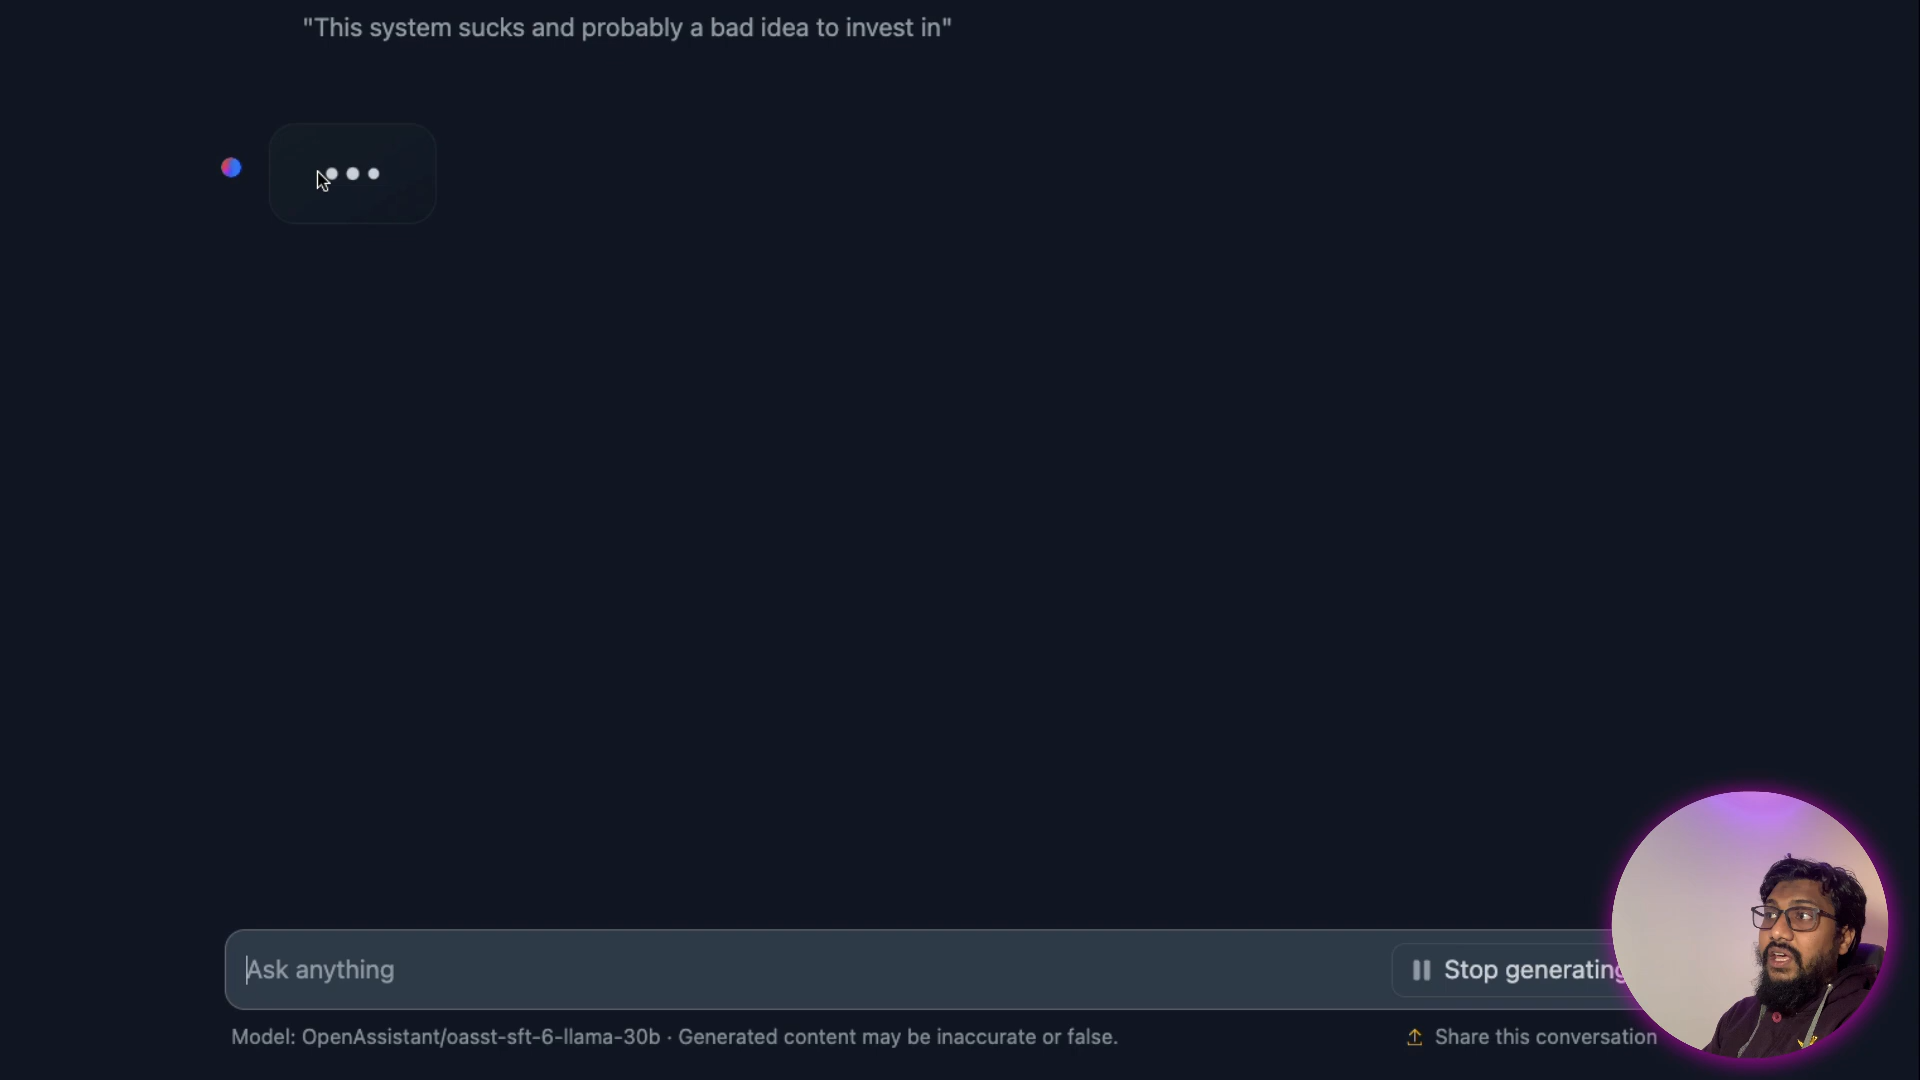 "This system sucks and probably a bad idea to invest in"
Ask anything
Stop generating
Model: OpenAssistant/oasst-sft-6-llama-30b · Generated content may be inaccurate or false.
Share this conversation